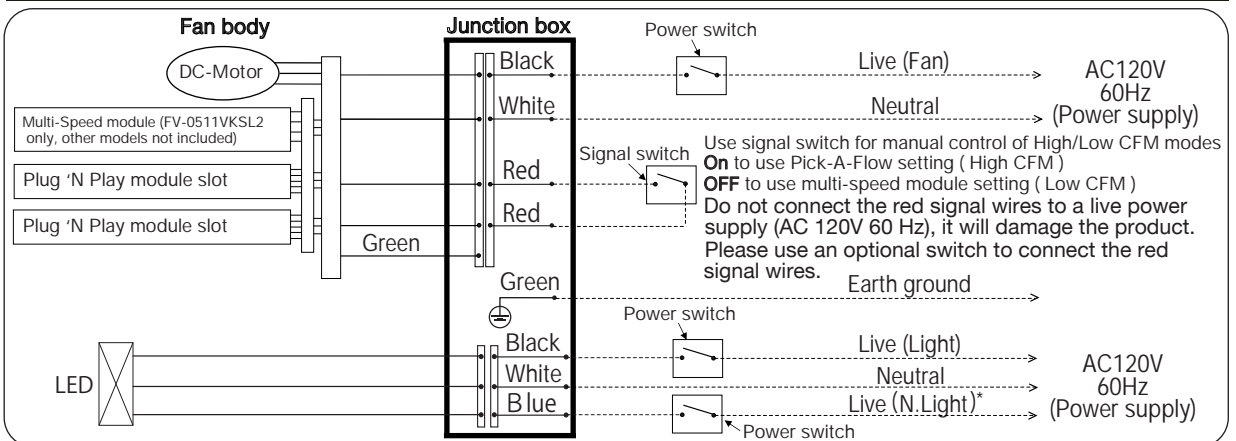 Fan body
Junction box
DC-Motor
Multi-Speed module (FV-0511VKSL2
only, other models not included)
Plug 'N Play module slot
Plug 'N Play module slot
Green
Black
White
Red
Red
Green
Power switch
Live (Fan)
Neutral
AC120V
60Hz
(Power supply)
Signal switch
Use signal switch for manual control of High/Low CFM modes
On to use Pick-A-Flow setting ( High CFM )
OFF to use multi-speed module setting ( Low CFM )
Do not connect the red signal wires to a live power
supply (AC 120V 60 Hz), it will damage the product.
Please use an optional switch to connect the red
signal wires.
Earth ground
LED
Black
White
Blue
Power switch
Live (Light)
Neutral
Live (N.Light)*
Power switch
AC120V
60Hz
(Power supply)